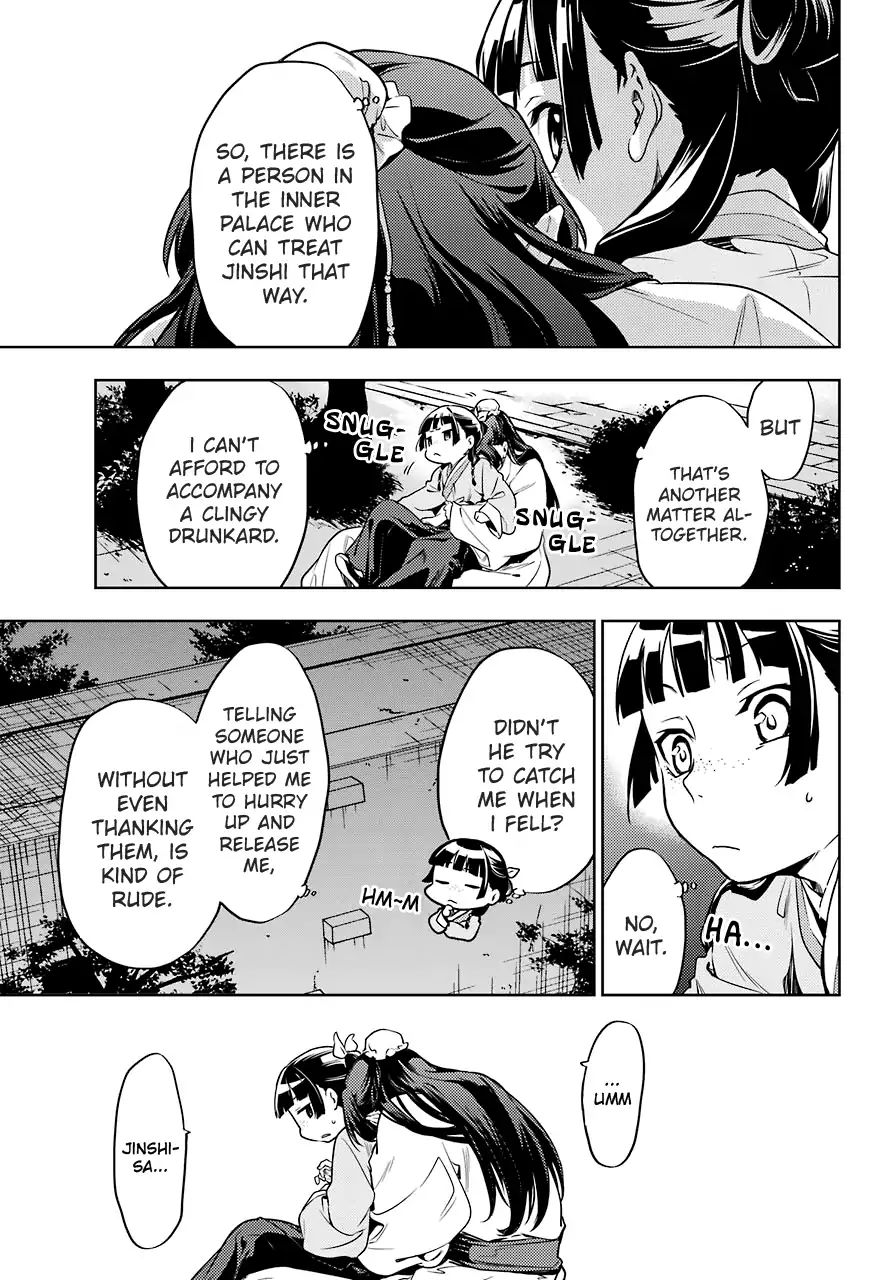 SO, THERE IS
A PERSON IN
THE INNER
PALACE WHO
CAN TREAT
JINSHI THAT
WAY.
BUT
THAT'S
ANOTHER
MATTER AL-
TOGETHER.
SNUG-
GLE
SNUG-
GLE
I CAN'T
AFFORD TO
ACCOMPANY
A CLINGY
DRUNKARD.
HA...
NO,
WAIT.
DIDN'T
HE TRY
TO CATCH
ME WHEN
I FELL?
HM~M
TELLING
SOMEONE
WHO JUST
HELPED ME
TO HURRY
UP AND
RELEASE
ME,
WITHOUT
EVEN
THANKING
THEM, IS
KIND OF
RUDE.
...
UMM
JINSHI-
SA...